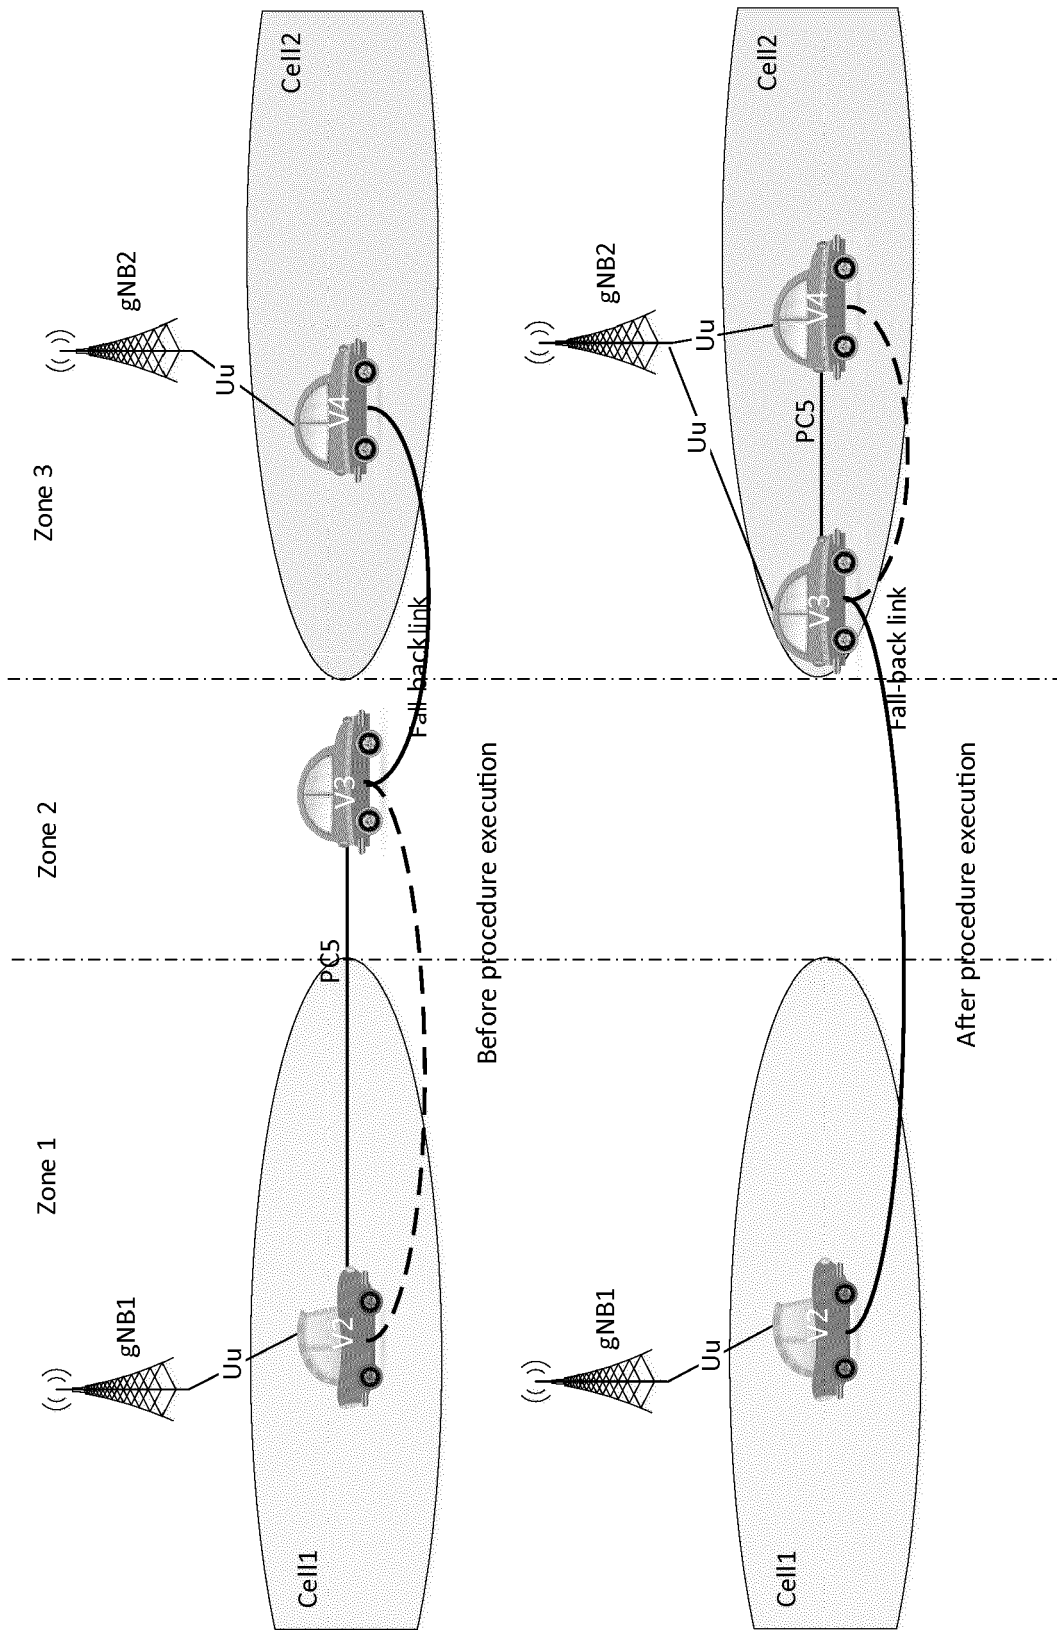 Zone 1
Zone 2
Zone 3
gNB1
gNB2
Uu
Uu
Cell1
V2
PC5
V3
V4
Cell2
Fall-back link
Before procedure execution
gNB1
gNB2
Uu
Uu
Uu
Cell1
V2
V3
PC5
V4
Cell2
Fall-back link
After procedure execution